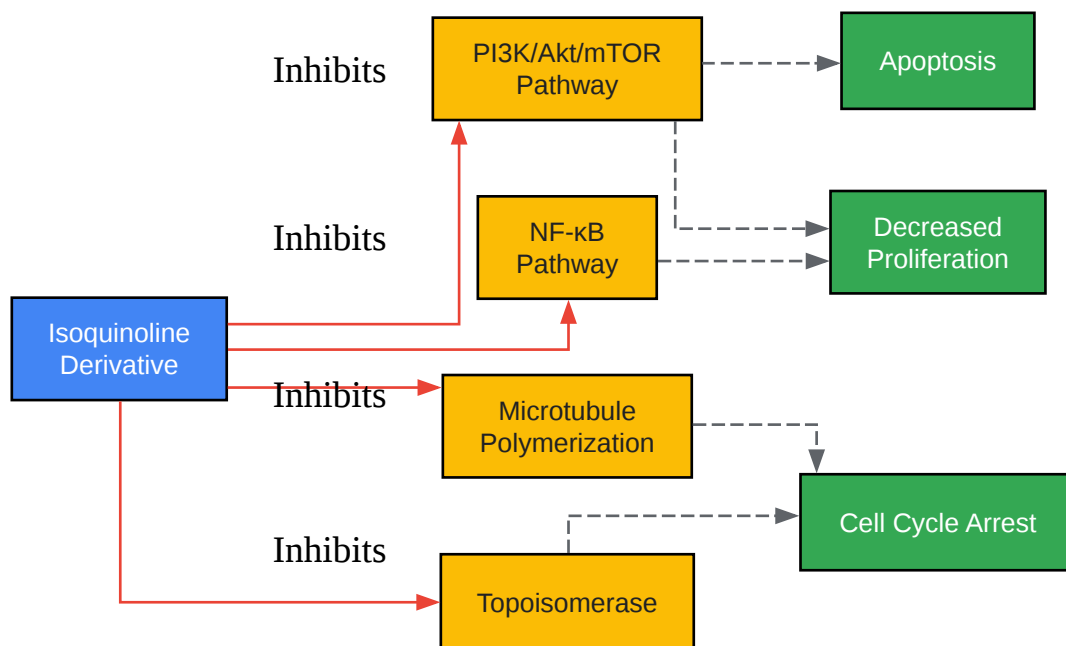 Inhibits
PI3K/Akt/mTOR
Pathway
Apoptosis
Inhibits
NF-κB
Pathway
Decreased
Proliferation
Isoquinoline
Derivative
Inhibits
Microtubule
Polymerization
Cell Cycle Arrest
Inhibits
Topoisomerase